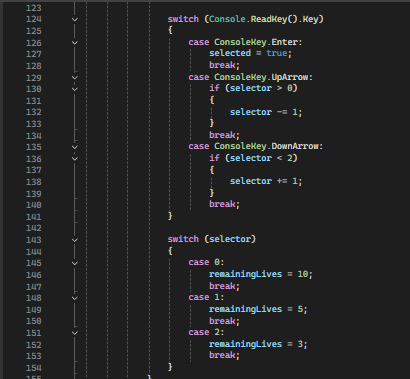 123
124 switch (Console.ReadKey().Key)
125 {
126 case ConsoleKey.Enter:
127 selected = true;
128 break;
129 case ConsoleKey.UpArrow:
130 if (selector > 0)
131 {
132 selector -= 1;
133 }
134 break;
135 case ConsoleKey.DownArrow:
136 if (selector < 2)
137 {
138 selector += 1;
139 }
140 break;
141 }
142
143 switch (selector)
144 {
145 case 0:
146 remainingLives = 10;
147 break;
148 case 1:
149 remainingLives = 5;
150 break;
151 case 2:
152 remainingLives = 3;
153 break;
154 }
155 }